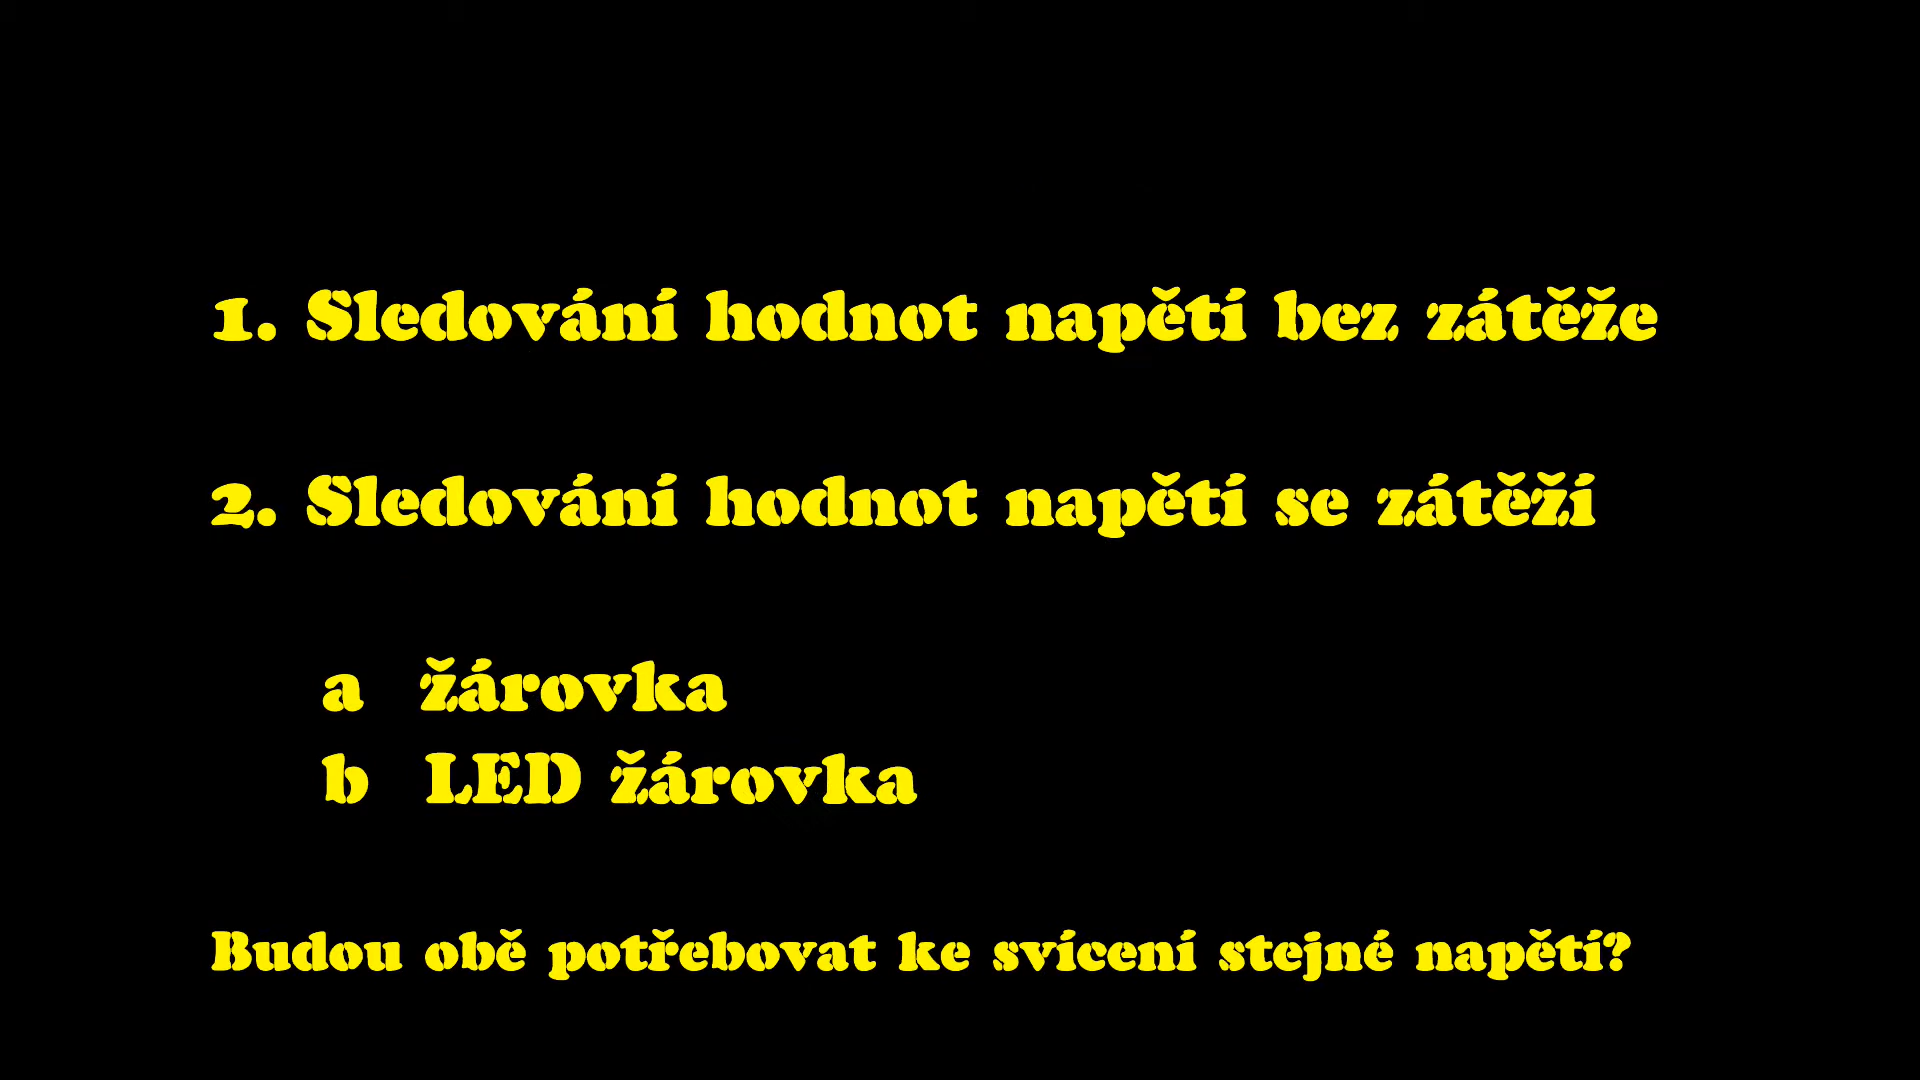 1. Sledování hodnot napětí bez zátěže
2. Sledování hodnot napětí se zátěží
a žárovka
b LED žárovka
Budou obě potřebovat ke svícení stejné napětí?